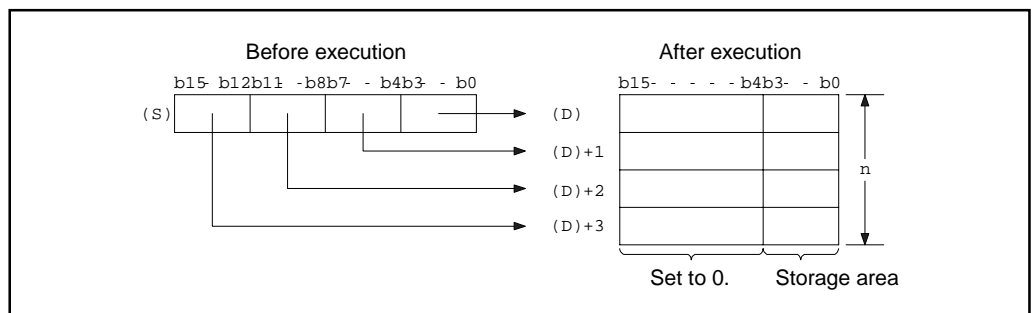 Before execution
After execution
b15- b12b11- -b8b7- - b4b3- - b0
b15- - - - - b4b3- - b0
(S)
(D)
(D)+1
(D)+2
(D)+3
n
Set to 0.
Storage area